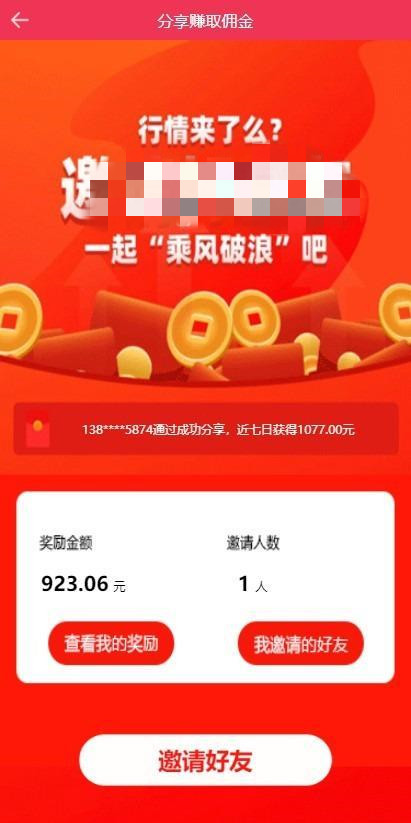 分享赚取佣金
行情来了么？
邀
一起“乘风破浪”吧
138****5874通过成功分享，近七日获得1077.00元
奖励金额
邀请人数
923.06 元
1 人
查看我的奖励
我邀请的好友
邀请好友